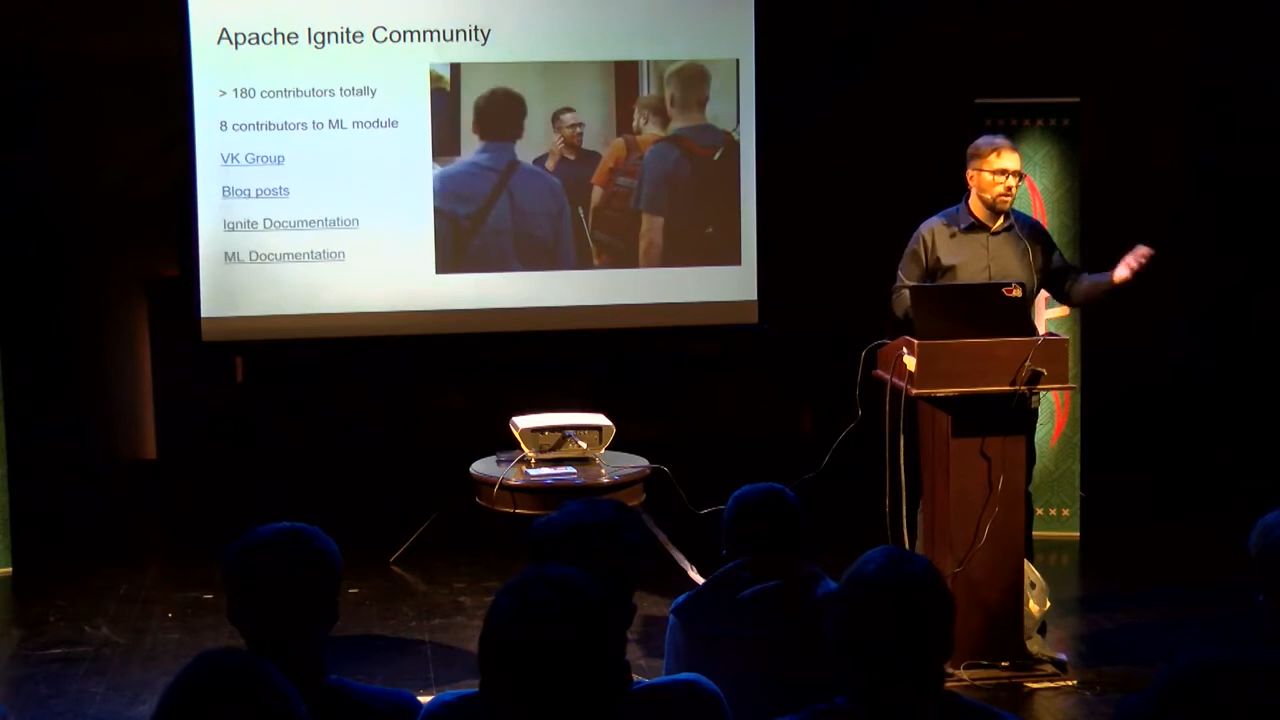 Apache Ignite Community
> 180 contributors totally
8 contributors to ML module
VK Group
Blog posts
Ignite Documentation
ML Documentation